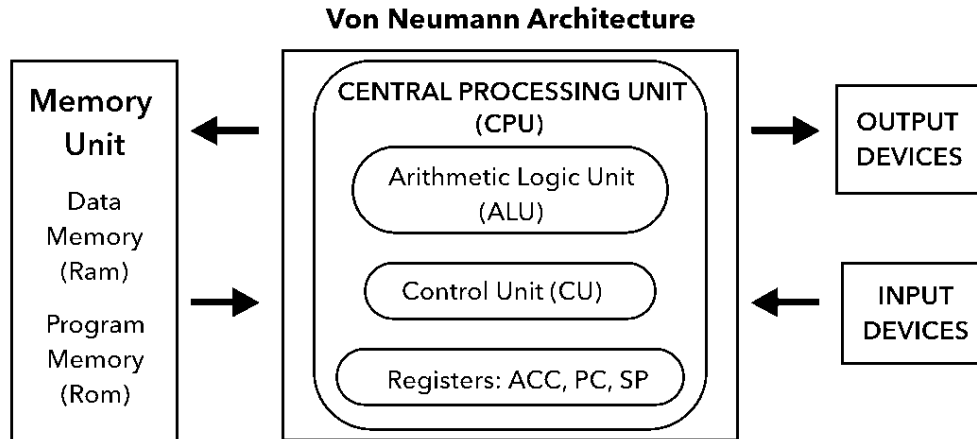 Von Neumann Architecture
Memory
Unit
Data
Memory
(Ram)
Program
Memory
(Rom)
CENTRAL PROCESSING UNIT
(CPU)
Arithmetic Logic Unit
(ALU)
Control Unit (CU)
Registers: ACC, PC, SP
OUTPUT
DEVICES
INPUT
DEVICES